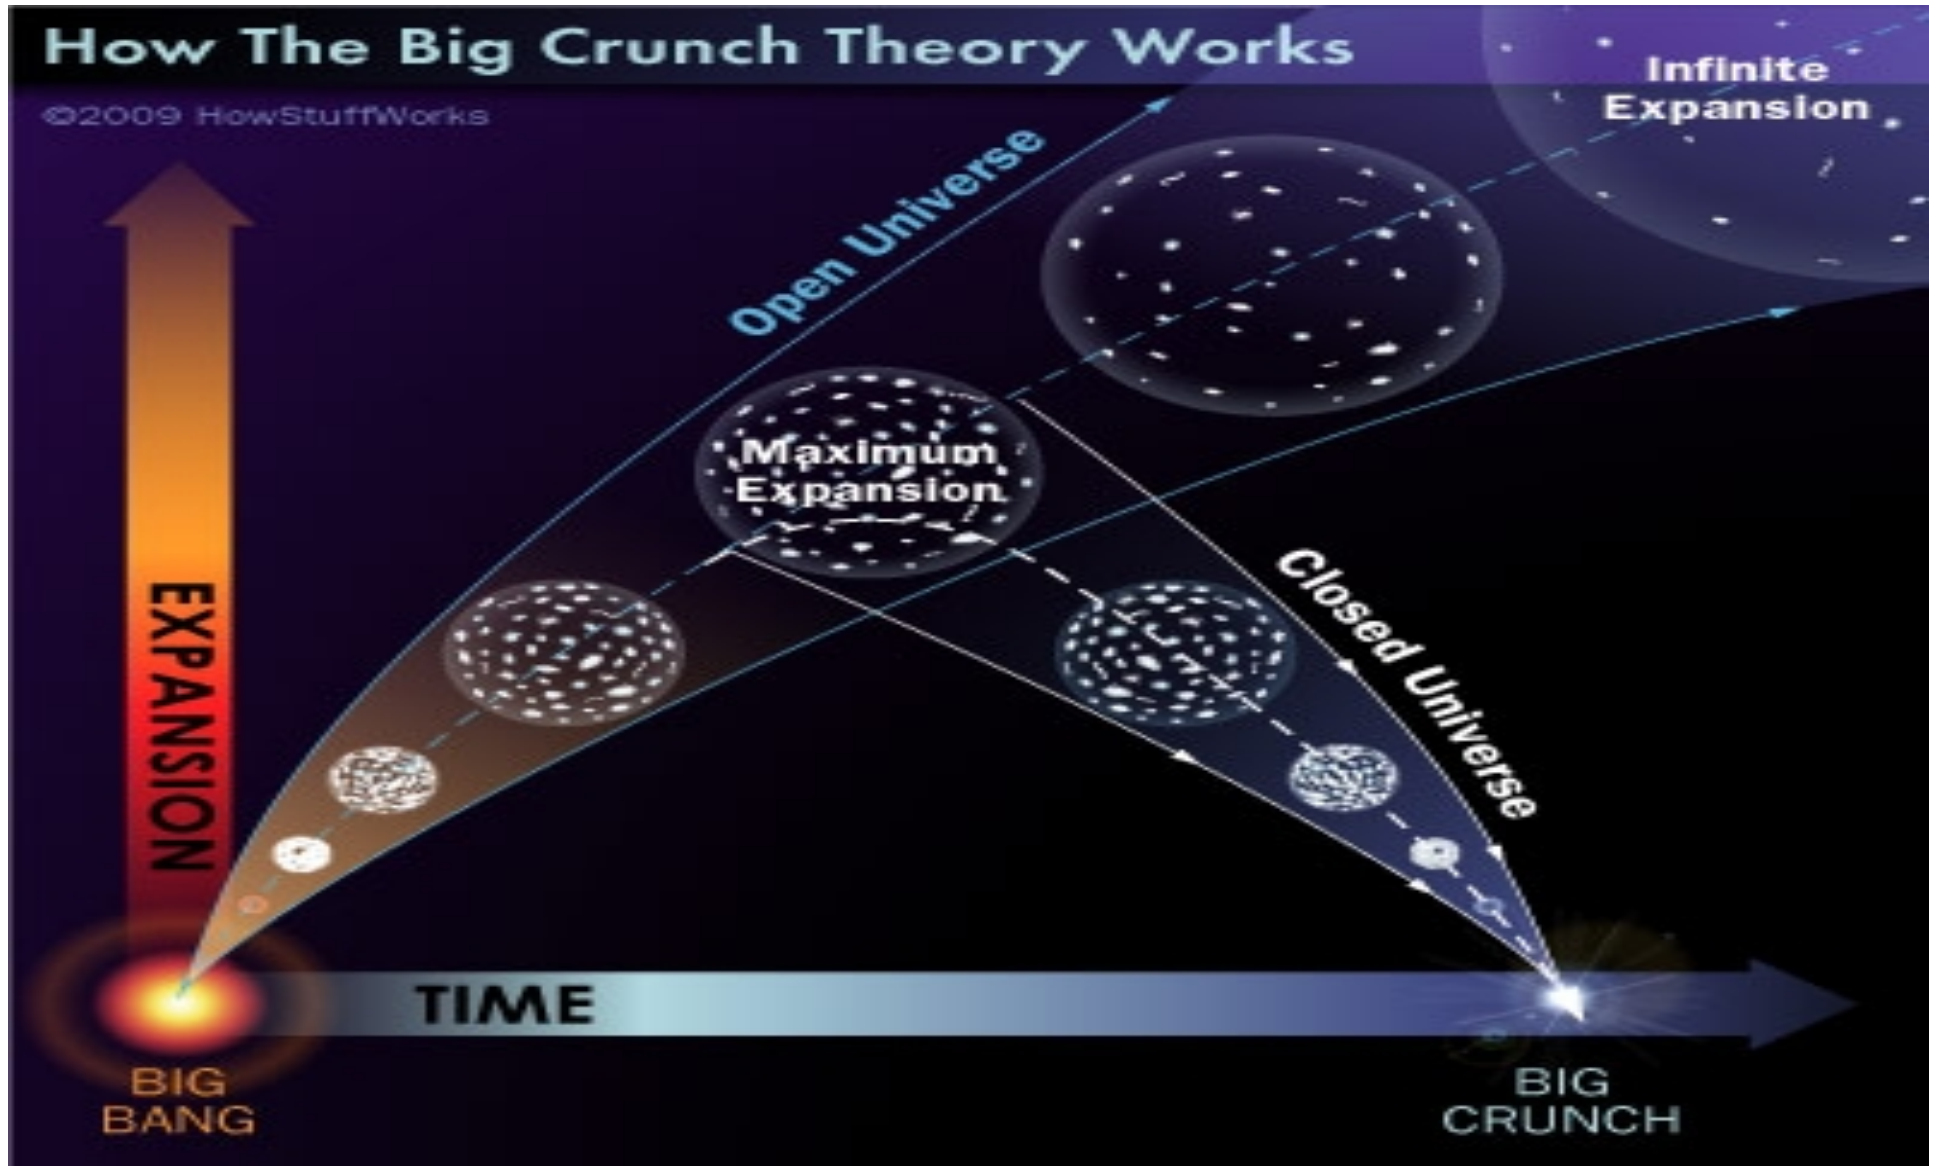 How The Big Crunch Theory Works
©2009 HowStuffWorks
Infinite
Expansion
Open Universe
Maximum
Expansion
Closed Universe
EXPANSION
TIME
BIG
BANG
BIG
CRUNCH